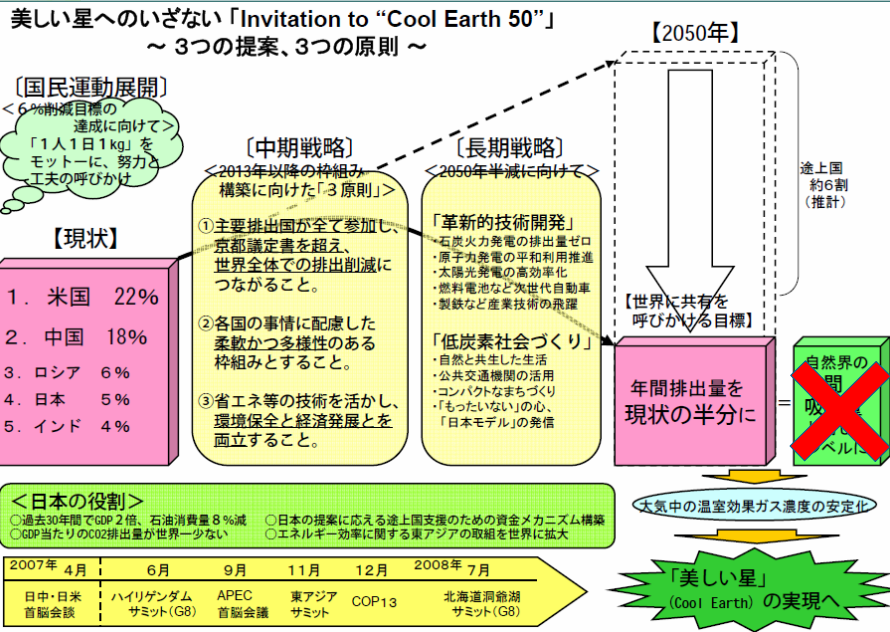 美しい星へのいざない「Invitation to “Cool Earth 50”」
～ 3つの提案、3つの原則 ～
〔国民運動展開〕
＜6％削減目標の
達成に向けて＞
「1人1日1kg」を
モットーに、努力と
工夫の呼びかけ
【現状】
1．米国 22%
2．中国 18%
3．ロシア 6%
4．日本 5%
5．インド 4%
〔中期戦略〕
＜2013年以降の枠組み
構築に向けた「3原則」＞
①主要排出国が全て参加し、
京都議定書を超え、
世界全体での排出削減に
つながること。
②各国の事情に配慮した
柔軟かつ多様性のある
枠組みとすること。
③省エネ等の技術を活かし、
環境保全と経済発展とを
両立すること。
〔長期戦略〕
＜2050年半減に向けて＞
「革新的技術開発」
・石炭火力発電の排出量ゼロ
・原子力発電の平和利用推進
・太陽光発電の高効率化
・燃料電池など次世代自動車
・製鉄など産業技術の飛躍
「低炭素社会づくり」
・自然と共生した生活
・公共交通機関の活用
・コンパクトなまちづくり
・「もったいない」の心、
「日本モデル」の発信
【2050年】
途上国
約6割
（推計）
【世界に共有を
呼びかける目標】
年間排出量を
現状の半分に
=
自然界の
間
吸
ベルに
大気中の温室効果ガス濃度の安定化
「美しい星」
(Cool Earth) の実現へ
＜日本の役割＞
○過去30年間でGDP2倍、石油消費量8％減
○GDP当たりのCO2排出量が世界一少ない
○日本の提案に応える途上国支援のための資金メカニズム構築
○エネルギー効率に関する東アジアの取組を世界に拡大
2007年 4月 6月 9月 11月 12月 2008年 7月
日中・日米
首脳会談
ハイリゲンダム
サミット(G8)
APEC
首脳会議
東アジア
サミット
COP13
北海道洞爺湖
サミット(G8)